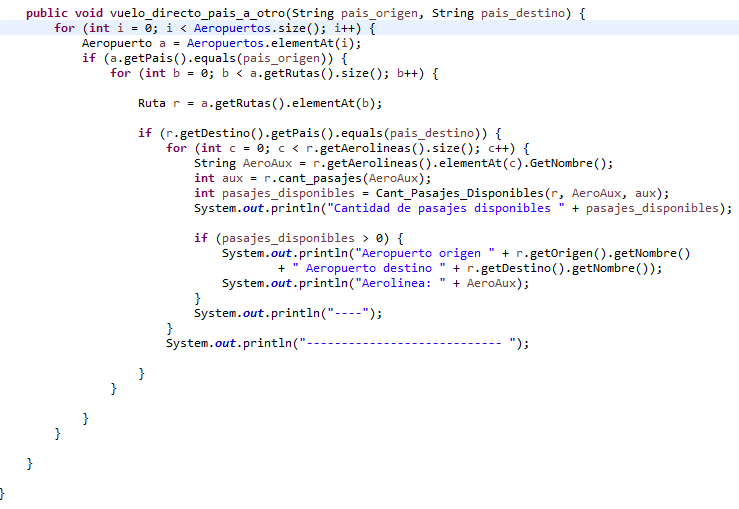 public void vuelo_directo_pais_a_otro(String pais_origen, String pais_destino) {
for (int i = 0; i < Aeropuertos.size(); i++) {
Aeropuerto a = Aeropuertos.elementAt(i);
if (a.getPais().equals(pais_origen)) {
for (int b = 0; b < a.getRutas().size(); b++) {
Ruta r = a.getRutas().elementAt(b);
if (r.getDestino().getPais().equals(pais_destino)) {
for (int c = 0; c < r.getAerolineas().size(); c++) {
String AeroAux = r.getAerolineas().elementAt(c).GetNombre();
int aux = r.cant_pasajes(AeroAux);
int pasajes_disponibles = Cant_Pasajes_Disponibles(r, AeroAux, aux);
System.out.println("Cantidad de pasajes disponibles " + pasajes_disponibles);
if (pasajes_disponibles > 0) {
System.out.println("Aeropuerto origen " + r.getOrigen().getNombre()
+ " Aeropuerto destino " + r.getDestino().getNombre());
System.out.println("Aerolinea: " + AeroAux);
}
System.out.println("----");
}
System.out.println("---------------------------- ");
}
}
}
}
}
}